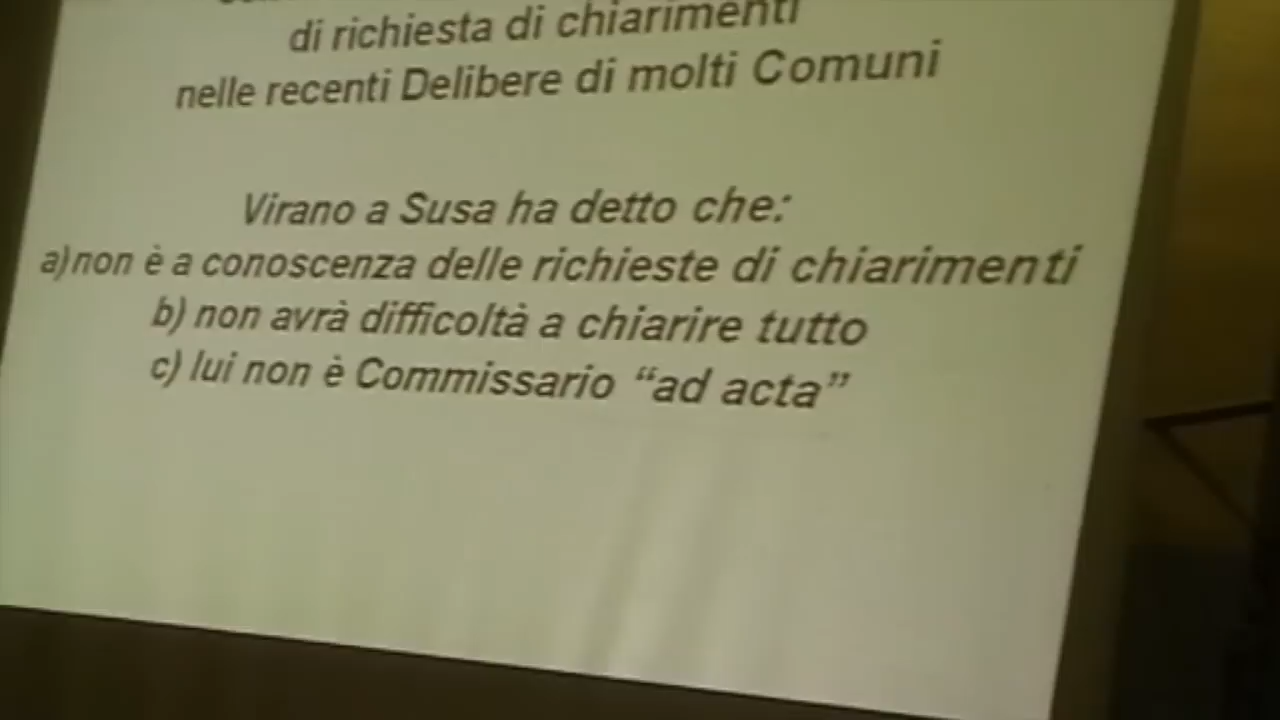 di richiesta di chiarimenti
nelle recenti Delibere di molti Comuni
Virano a Susa ha detto che:
a) non è a conoscenza delle richieste di chiarimenti
b) non avrà difficoltà a chiarire tutto
c) lui non è Commissario “ad acta”